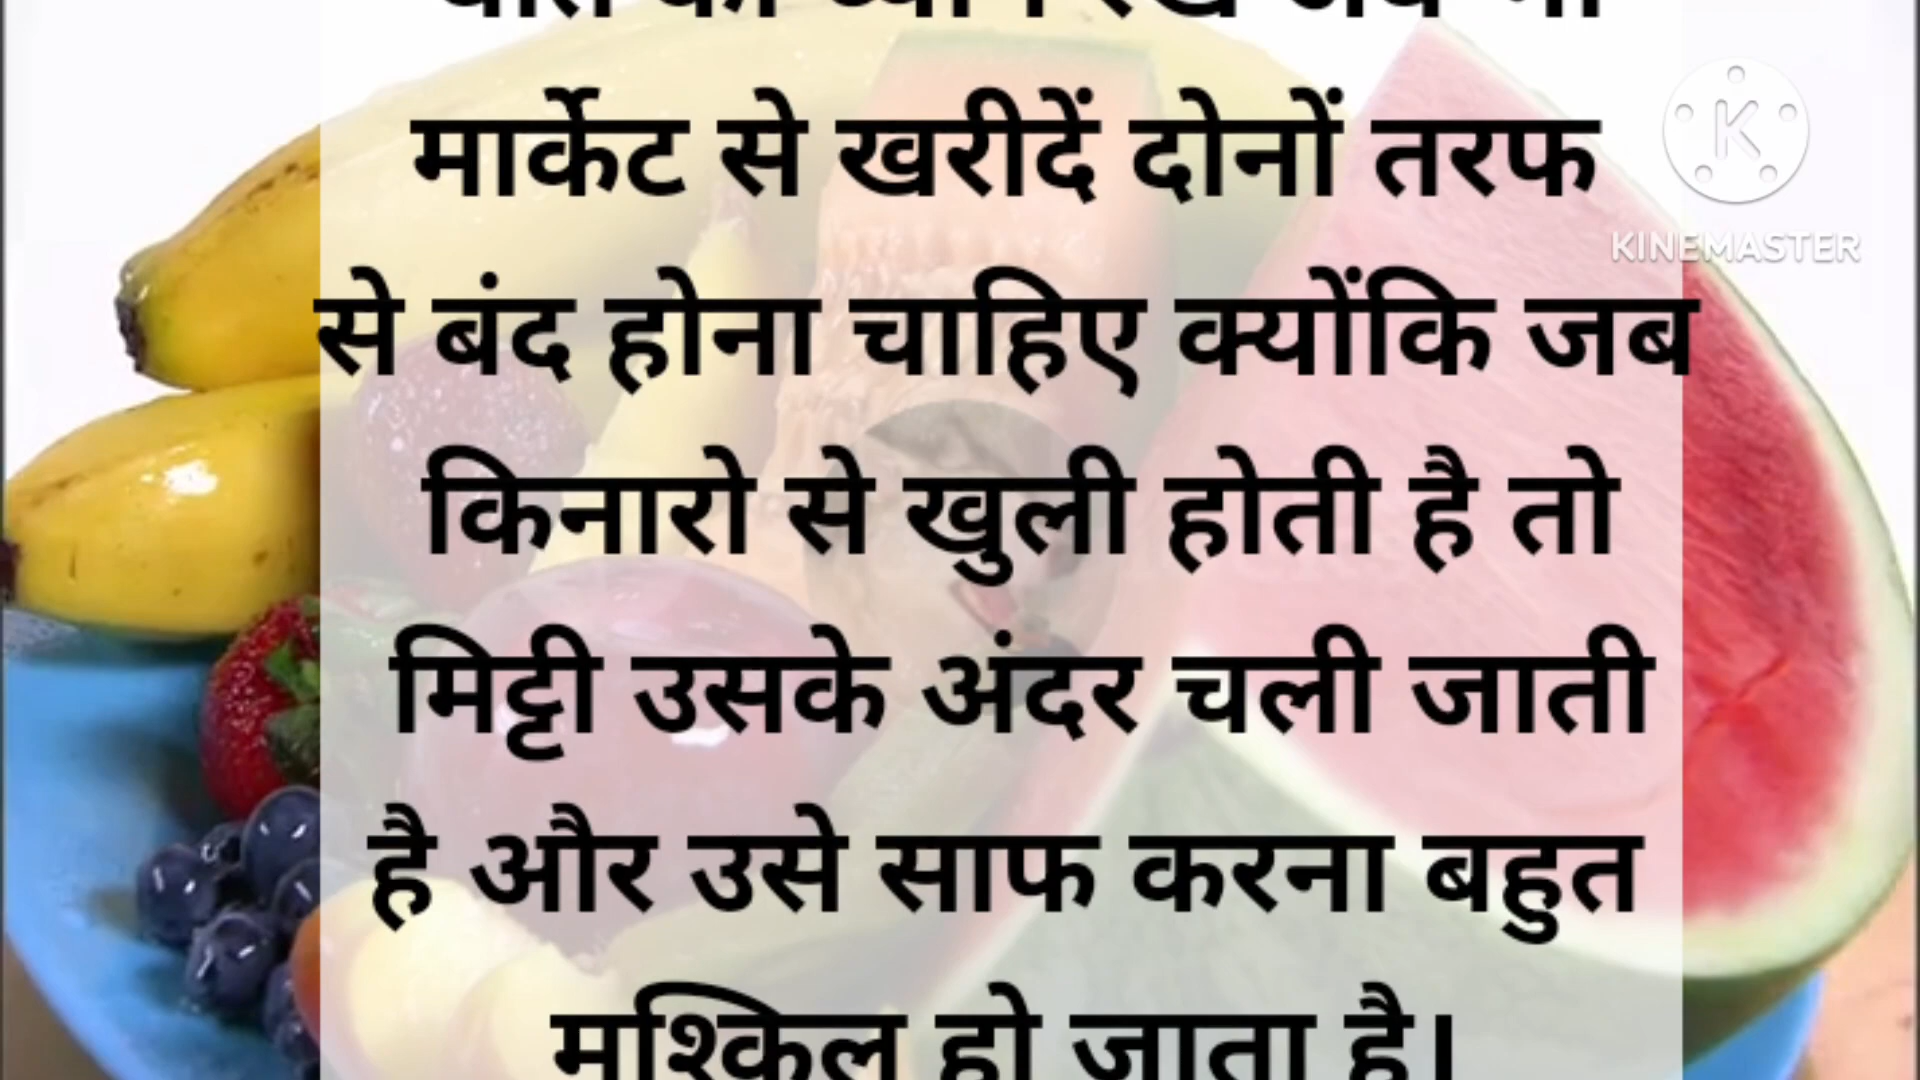 मार्केट से खरीदें दोनों तरफ
से बंद होना चाहिए क्योंकि जब
किनारो से खुली होती है तो
मिट्टी उसके अंदर चली जाती
है और उसे साफ करना बहुत
मुश्किल हो जाता है।
KINEMASTER